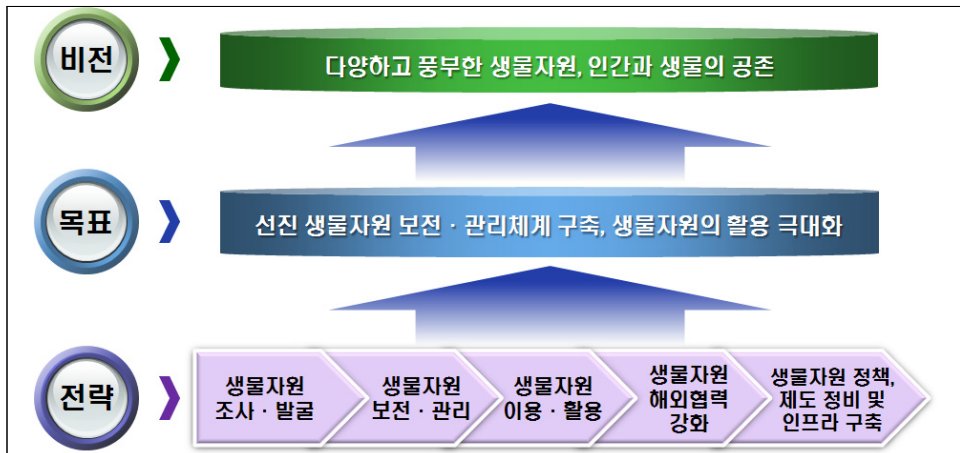 비전
다양하고 풍부한 생물자원, 인간과 생물의 공존
목표
선진 생물자원 보전 · 관리체계 구축, 생물자원의 활용 극대화
전략
생물자원
조사 · 발굴
생물자원
보전 · 관리
생물자원
이용 · 활용
생물자원
해외협력
강화
생물자원 정책,
제도 정비 및
인프라 구축